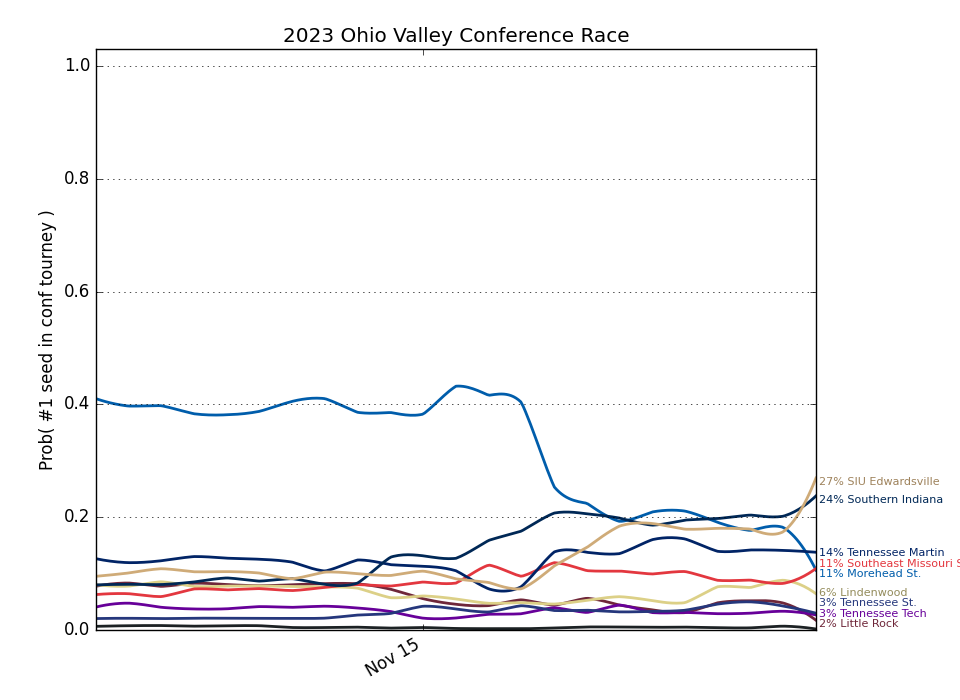 2023 Ohio Valley Conference Race
Prob( #1 seed in conf tourney )
1.0
0.8
0.6
0.4
0.2
0.0
Nov 15
27% SIU Edwardsville
24% Southern Indiana
14% Tennessee Martin
11% Southeast Missouri S
11% Morehead St.
6% Lindenwood
3% Tennessee St.
3% Tennessee Tech
2% Little Rock